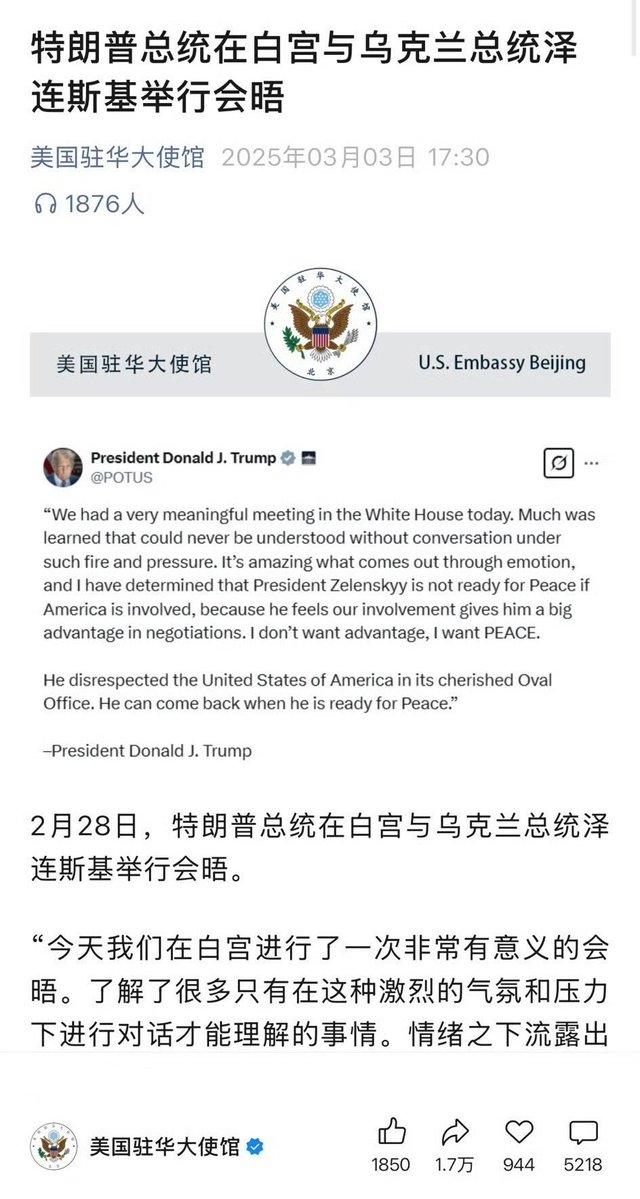 特朗普总统在白宫与乌克兰总统泽
连斯基举行会晤
美国驻华大使馆 2025年03月03日 17:30
1876人
美国驻华大使馆
北京
美国驻华大使馆
U.S. Embassy Beijing
President Donald J. Trump
@POTUS
“We had a very meaningful meeting in the White House today. Much was
learned that could never be understood without conversation under
such fire and pressure. It’s amazing what comes out through emotion,
and I have determined that President Zelenskyy is not ready for Peace if
America is involved, because he feels our involvement gives him a big
advantage in negotiations. I don’t want advantage, I want PEACE.
He disrespected the United States of America in its cherished Oval
Office. He can come back when he is ready for Peace.”
–President Donald J. Trump
2月28日，特朗普总统在白宫与乌克兰总统泽
连斯基举行会晤。
“今天我们在白宫进行了一次非常有意义的会
晤。了解了很多只有在这种激烈的气氛和压力
下进行对话才能理解的事情。情绪之下流露出
美国驻华大使馆
1850 1.7万 944 5218